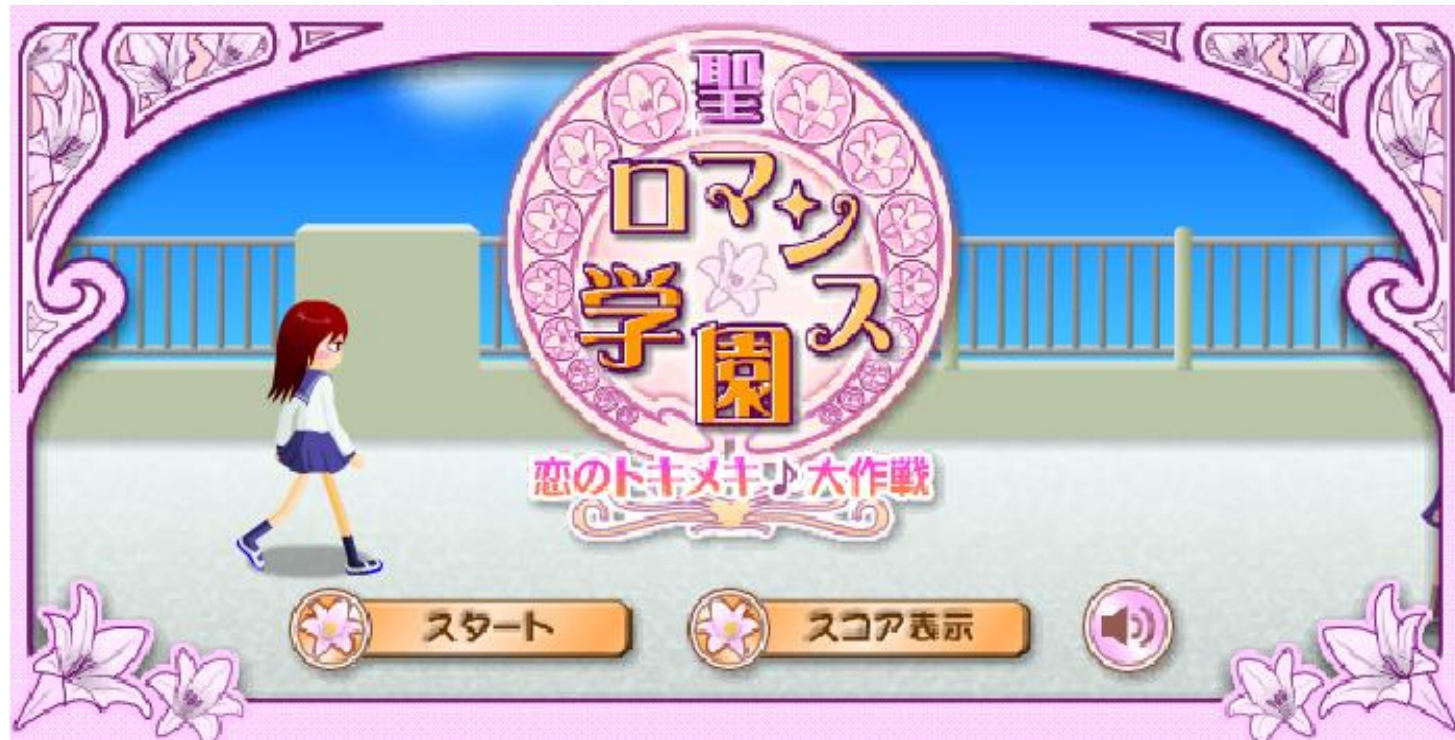 聖
ロマンス
学園
恋のトキメキ♪大作戦
スタート
スコア表示